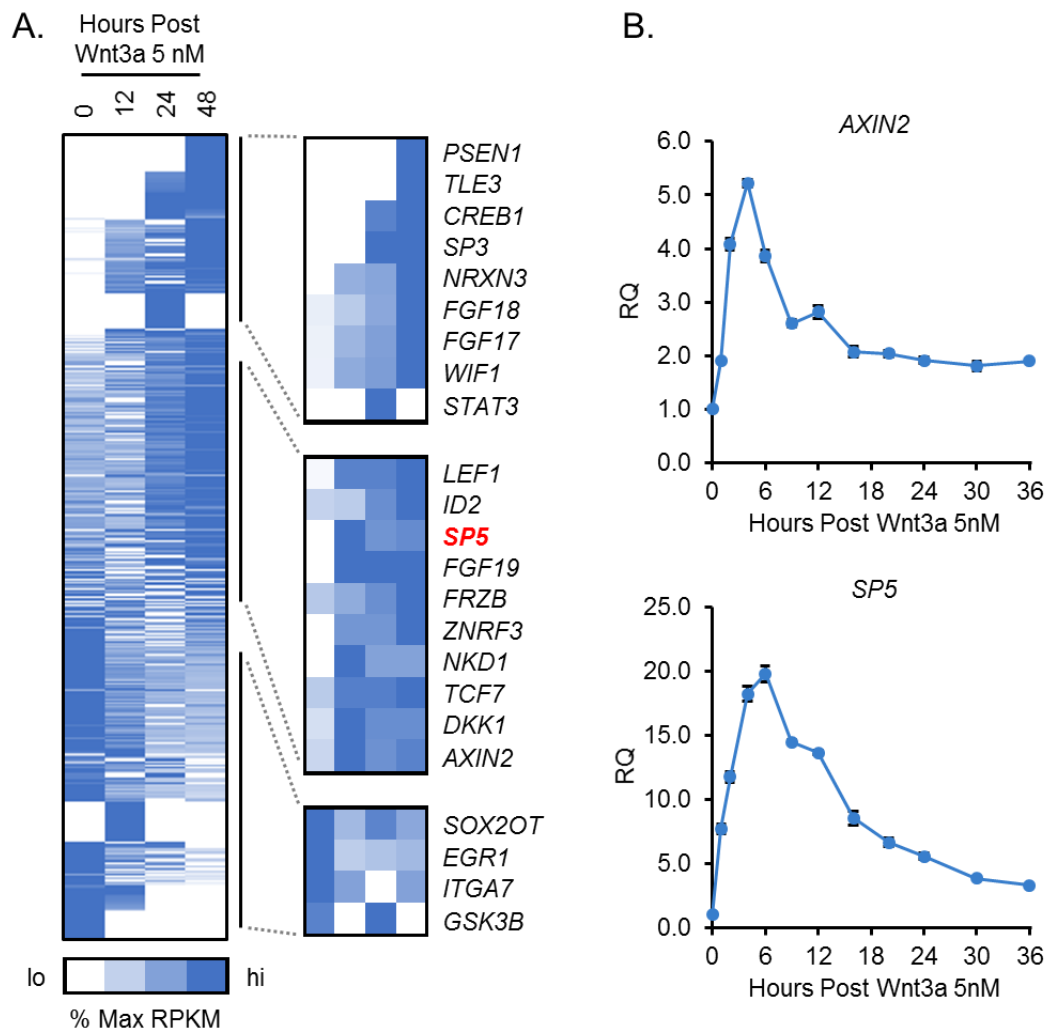 A.
Hours Post
Wnt3a 5 nM
0 12 24 48
PSEN1
TLE3
CREB1
SP3
NRXN3
FGF18
FGF17
WIF1
STAT3
LEF1
ID2
SP5
FGF19
FRZB
ZNRF3
NKD1
TCF7
DKK1
AXIN2
SOX2OT
EGR1
ITGA7
GSK3B
lo hi
% Max RPKM
B.
AXIN2
6.0
5.0
4.0
3.0
2.0
1.0
0.0
RQ
0 6 12 18 24 30 36
Hours Post Wnt3a 5nM
SP5
25.0
20.0
15.0
10.0
5.0
0.0
RQ
0 6 12 18 24 30 36
Hours Post Wnt3a 5nM